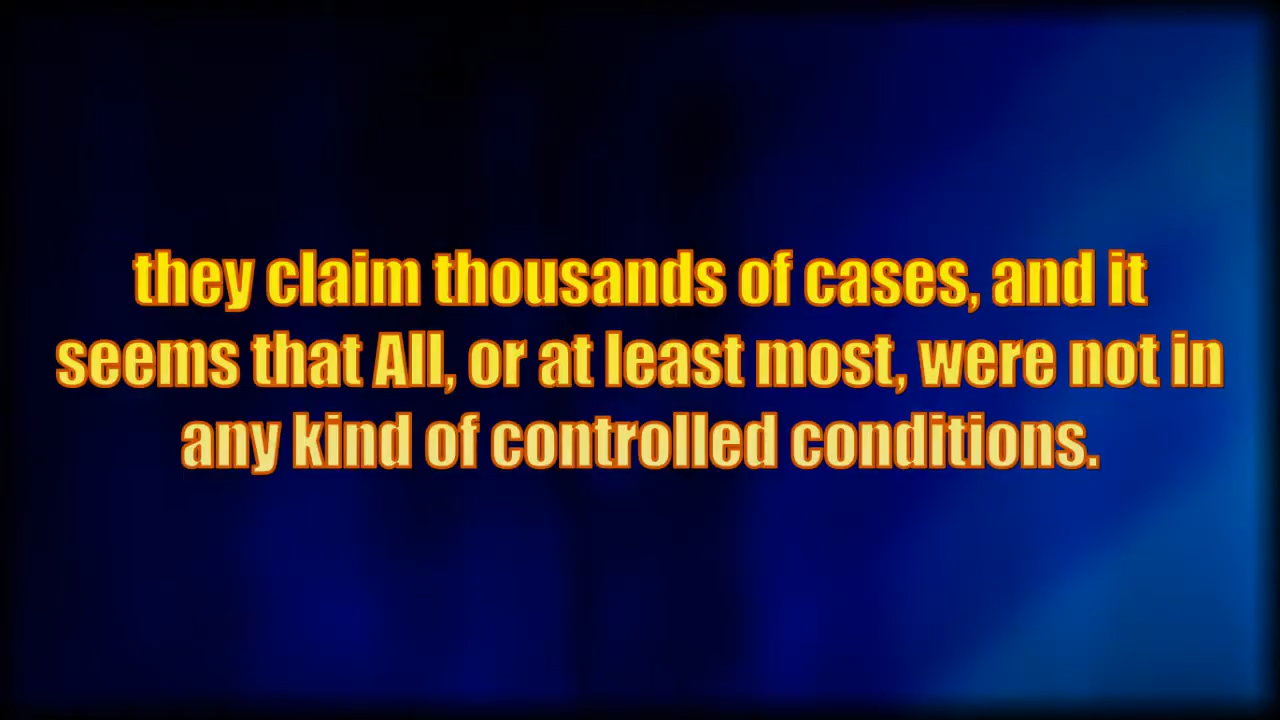 they claim thousands of cases, and it
seems that All, or at least most, were not in
any kind of controlled conditions.